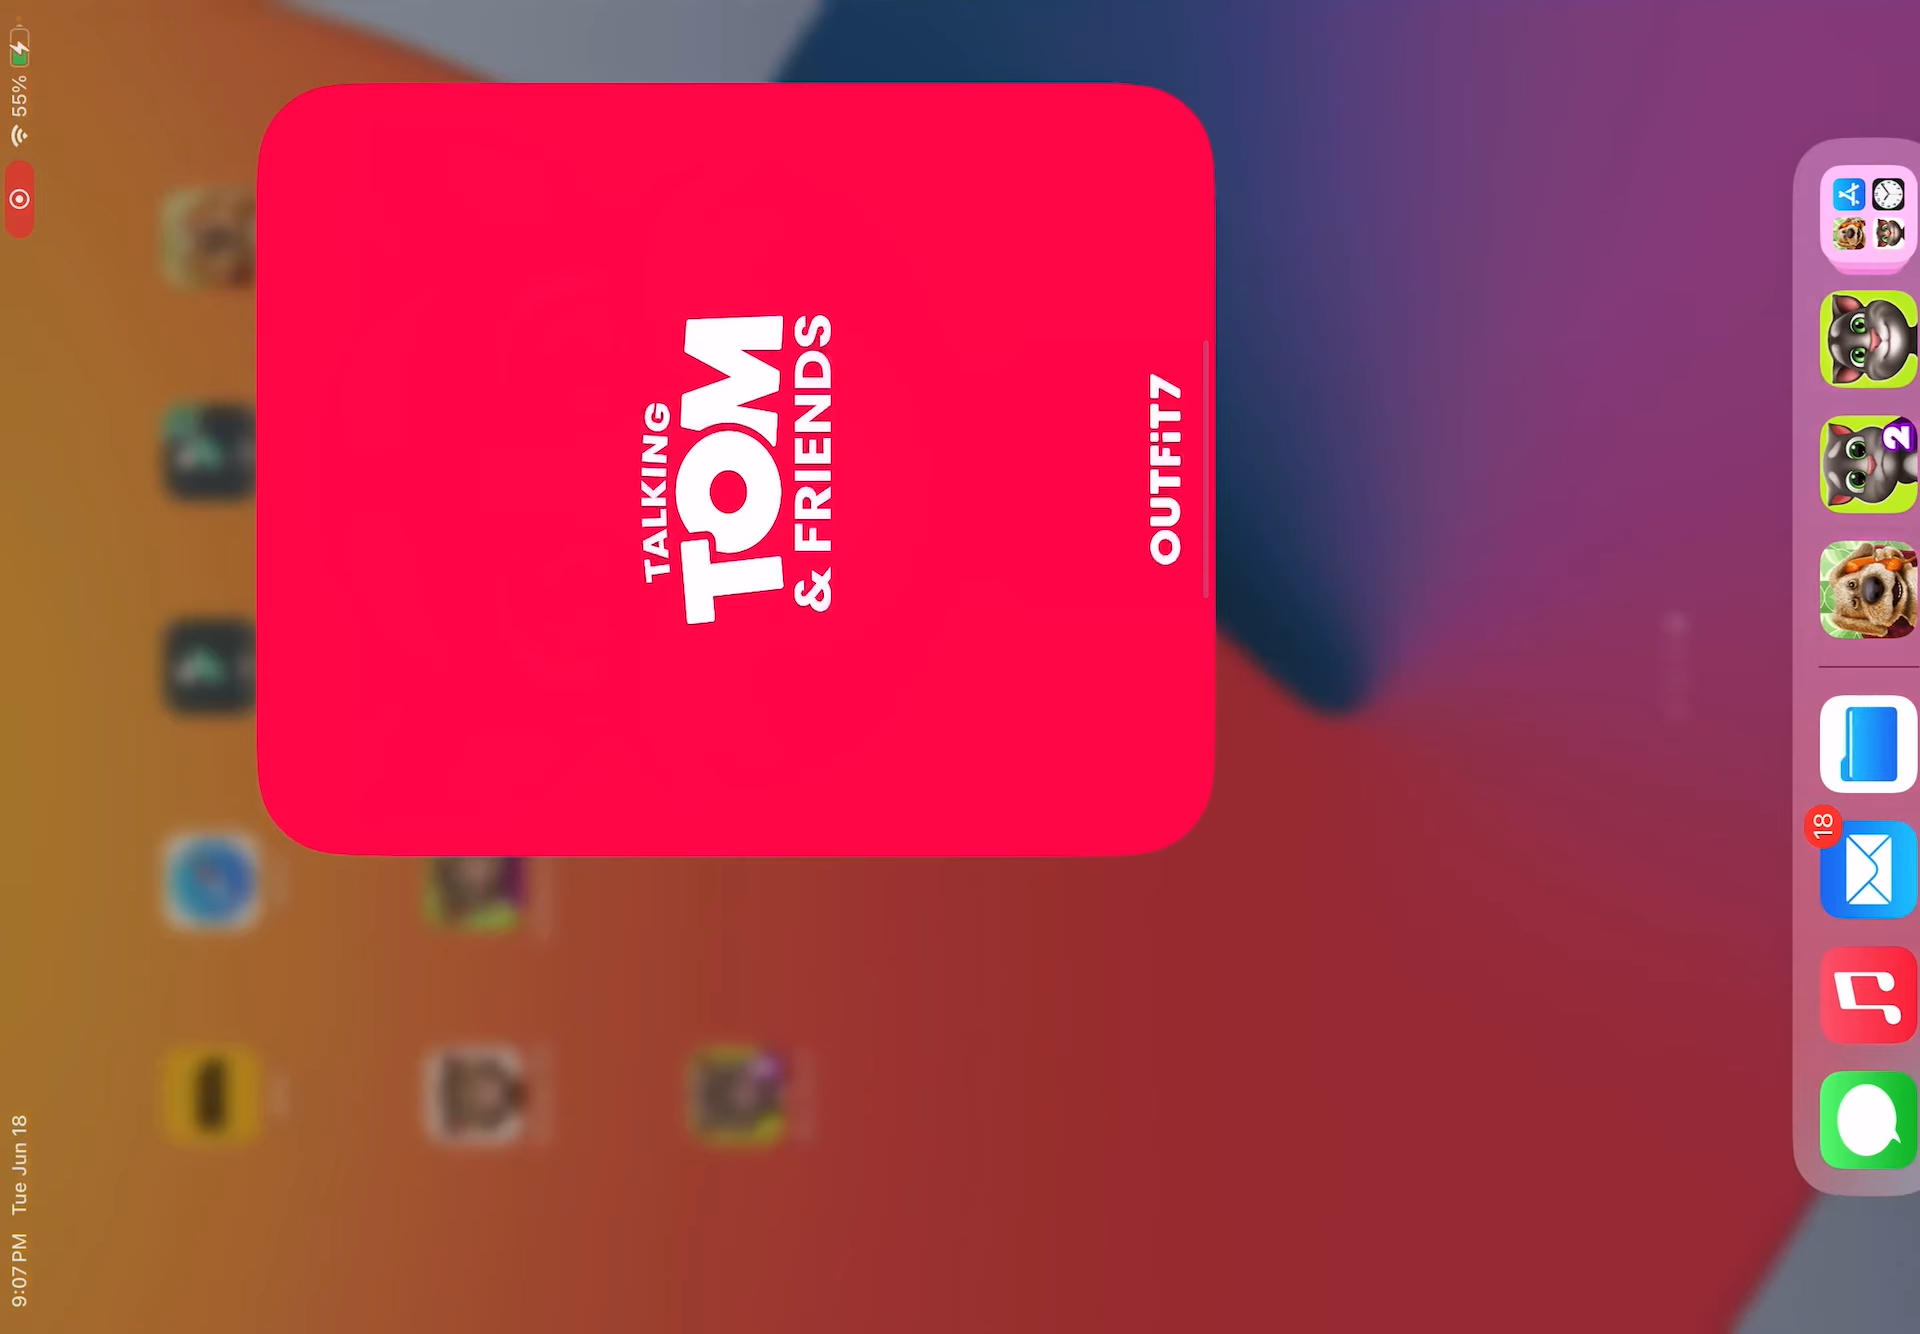 9:07 PM Tue Jun 18
55%
TALKING
TOM
& FRIENDS
OUTFiT7
2
18